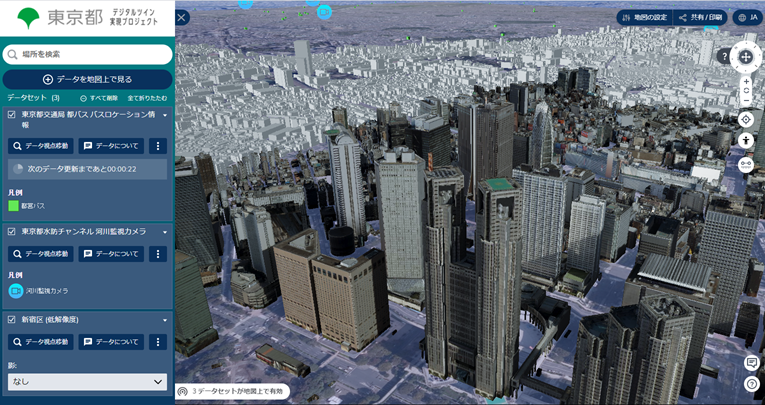 東京都 デジタルツイン
実現プロジェクト
場所を検索
データを地図上で見る
データセット (3) すべて削除 全て折りたたむ
東京都交通局 都バス バスロケーション情
報
データ視点移動 データについて
次のデータ更新まであと00:00:22
凡例
都営バス
東京都水防チャンネル 河川監視カメラ
データ視点移動 データについて
凡例
河川監視カメラ
新宿区 (低解像度)
データ視点移動 データについて
影:
なし
地図の設定 共有 / 印刷 JA
?
3 データセットが地図上で有効
?